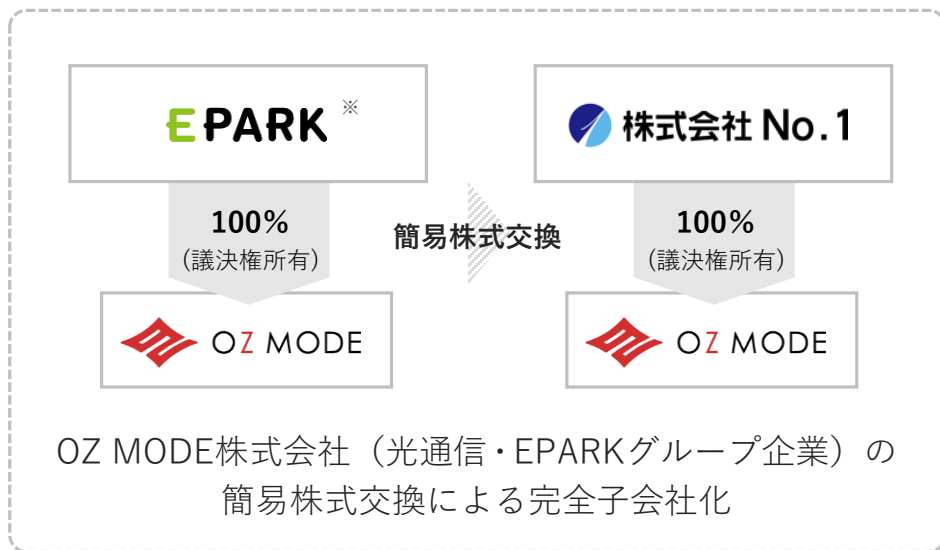 EPARK ※
株式会社 No.1
100%
(議決権所有)
簡易株式交換
100%
(議決権所有)
OZ MODE
OZ MODE
OZ MODE株式会社（光通信・EPARKグループ企業）の
簡易株式交換による完全子会社化